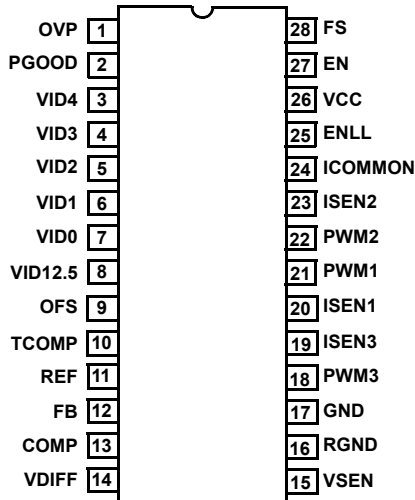 OVP 1 28 FS
PGOOD 2 27 EN
VID4 3 26 VCC
VID3 4 25 ENLL
VID2 5 24 ICOMMON
VID1 6 23 ISEN2
VID0 7 22 PWM2
VID12.5 8 21 PWM1
OFS 9 20 ISEN1
TCOMP 10 19 ISEN3
REF 11 18 PWM3
FB 12 17 GND
COMP 13 16 RGND
VDIFF 14 15 VSEN